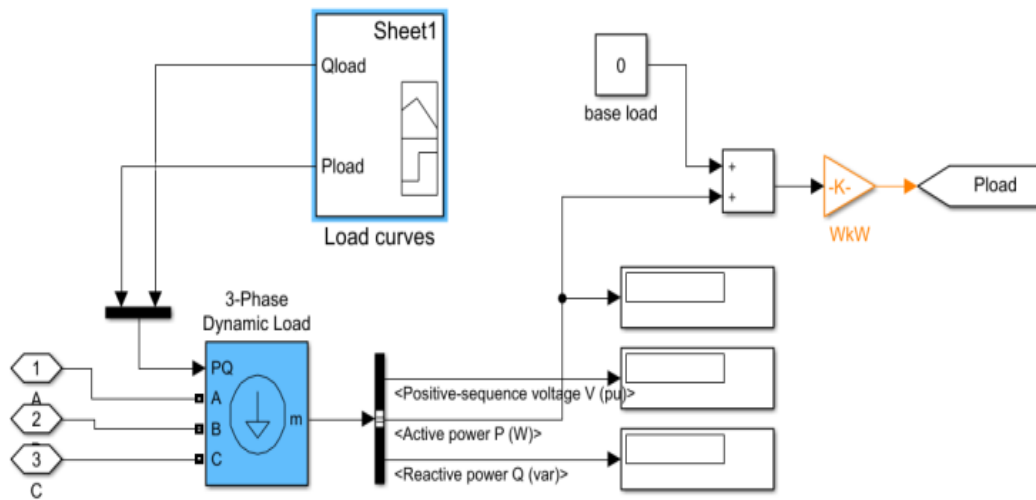 Sheet1
Qload
Pload
Load curves
0
base load
+
+
-K-
WkW
Pload
3-Phase
Dynamic Load
PQ
A
B
C
m
1
A
2
3
C
<Positive-sequence voltage V (pu)>
<Active power P (W)>
<Reactive power Q (var)>